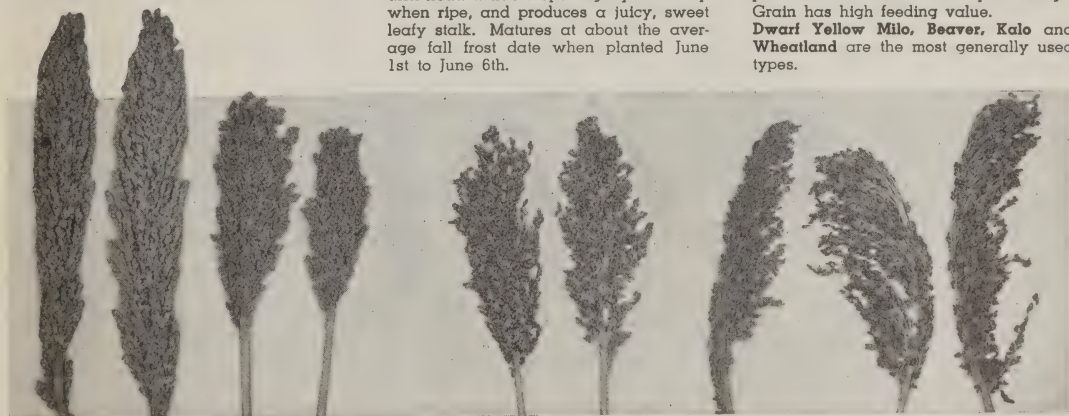 when ripe, and produces a juicy, sweet
leafy stalk. Matures at about the aver-
age fall frost date when planted June
1st to June 6th.
Grain has high feeding value.
Dwarf Yellow Milo, Beaver, Kalo and
Wheatland are the most generally used
types.